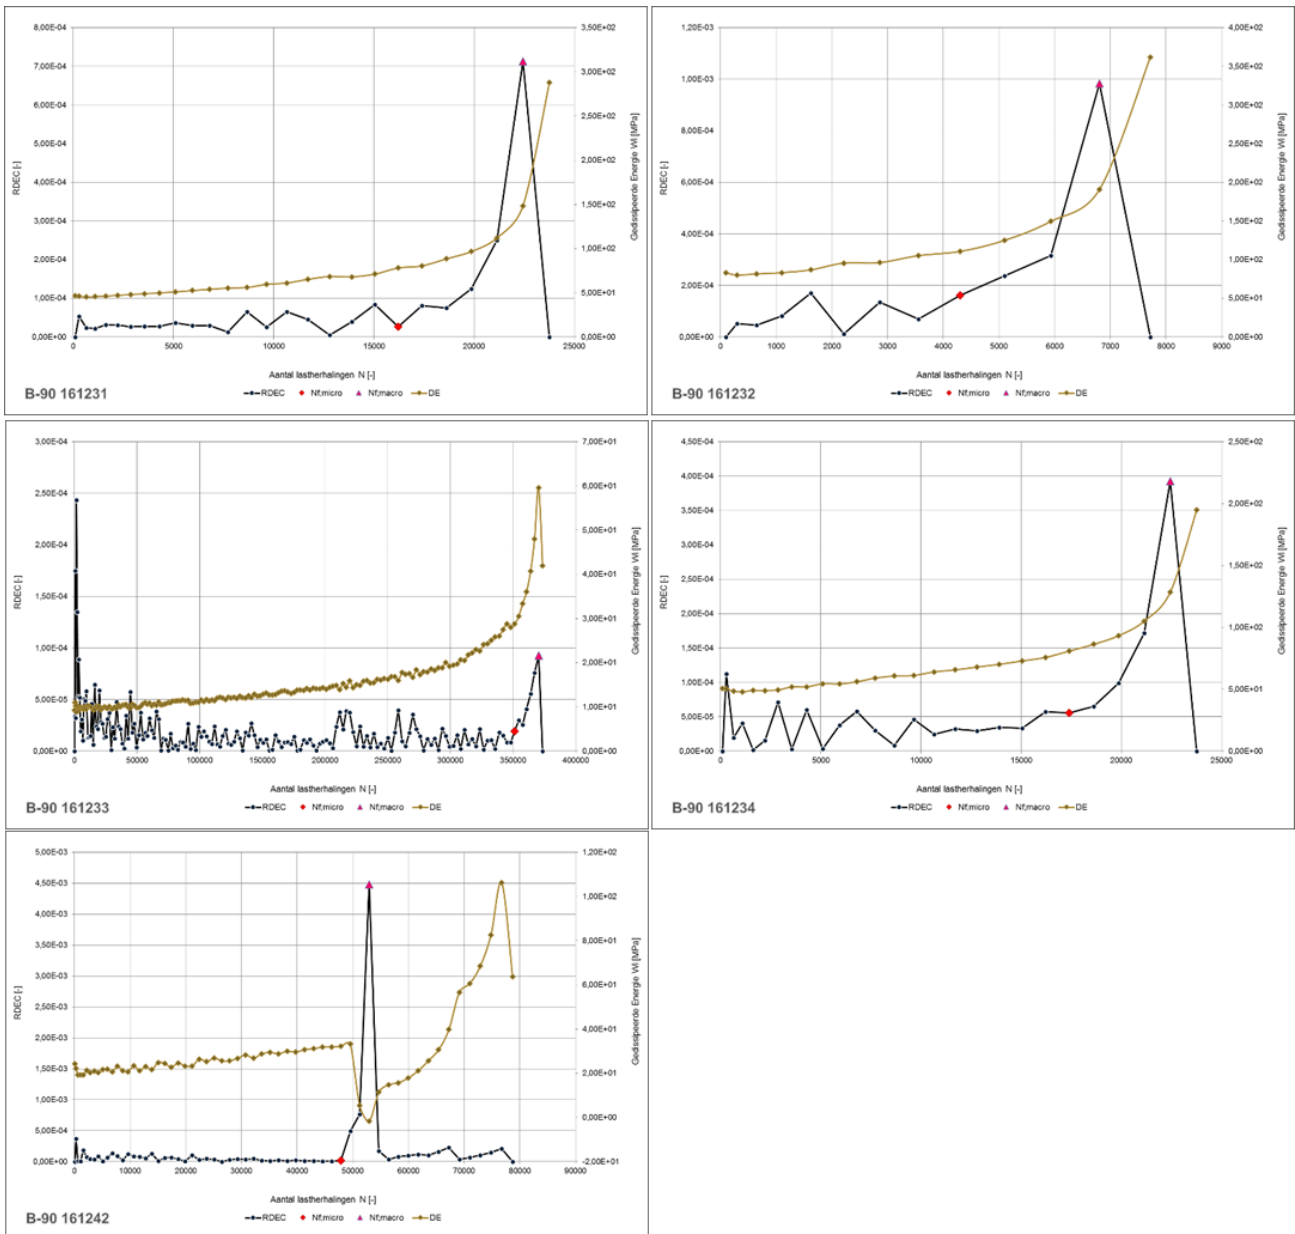 8,00E-04
7,00E-04
6,00E-04
5,00E-04
4,00E-04
3,00E-04
2,00E-04
1,00E-04
0,00E+00
RDEC [-]
3,50E+02
3,00E+02
2,50E+02
2,00E+02
1,50E+02
1,00E+02
5,00E+01
0,00E+00
Gedissipeerde Energie Wi [MPa]
0 5000 10000 15000 20000 25000
Aantal lastherhalingen N [-]
B-90 161231
RDEC Nf;micro Nf;macro DE
1,20E-03
1,00E-03
8,00E-04
6,00E-04
4,00E-04
2,00E-04
0,00E+00
RDEC [-]
4,00E+02
3,50E+02
3,00E+02
2,50E+02
2,00E+02
1,50E+02
1,00E+02
5,00E+01
0,00E+00
Gedissipeerde Energie Wi [MPa]
0 1000 2000 3000 4000 5000 6000 7000 8000 9000
Aantal lastherhalingen N [-]
B-90 161232
RDEC Nf;micro Nf;macro DE
3,00E-04
2,50E-04
2,00E-04
1,50E-04
1,00E-04
5,00E-05
0,00E+00
RDEC [-]
7,00E+01
6,00E+01
5,00E+01
4,00E+01
3,00E+01
2,00E+01
1,00E+01
0,00E+00
Gedissipeerde Energie Wi [MPa]
0 50000 100000 150000 200000 250000 300000 350000 400000
Aantal lastherhalingen N [-]
B-90 161233
RDEC Nf;micro Nf;macro DE
4,50E-04
4,00E-04
3,50E-04
3,00E-04
2,50E-04
2,00E-04
1,50E-04
1,00E-04
5,00E-05
0,00E+00
RDEC [-]
2,50E+02
2,00E+02
1,50E+02
1,00E+02
5,00E+01
0,00E+00
Gedissipeerde Energie Wi [MPa]
0 5000 10000 15000 20000 25000
Aantal lastherhalingen N [-]
B-90 161234
RDEC Nf;micro Nf;macro DE
5,00E-03
4,50E-03
4,00E-03
3,50E-03
3,00E-03
2,50E-03
2,00E-03
1,50E-03
1,00E-03
5,00E-04
0,00E+00
RDEC [-]
1,20E+02
1,00E+02
8,00E+01
6,00E+01
4,00E+01
2,00E+01
0,00E+00
-2,00E+01
Gedissipeerde Energie Wi [MPa]
0 10000 20000 30000 40000 50000 60000 70000 80000 90000
Aantal lastherhalingen N [-]
B-90 161242
RDEC Nf;micro Nf;macro DE